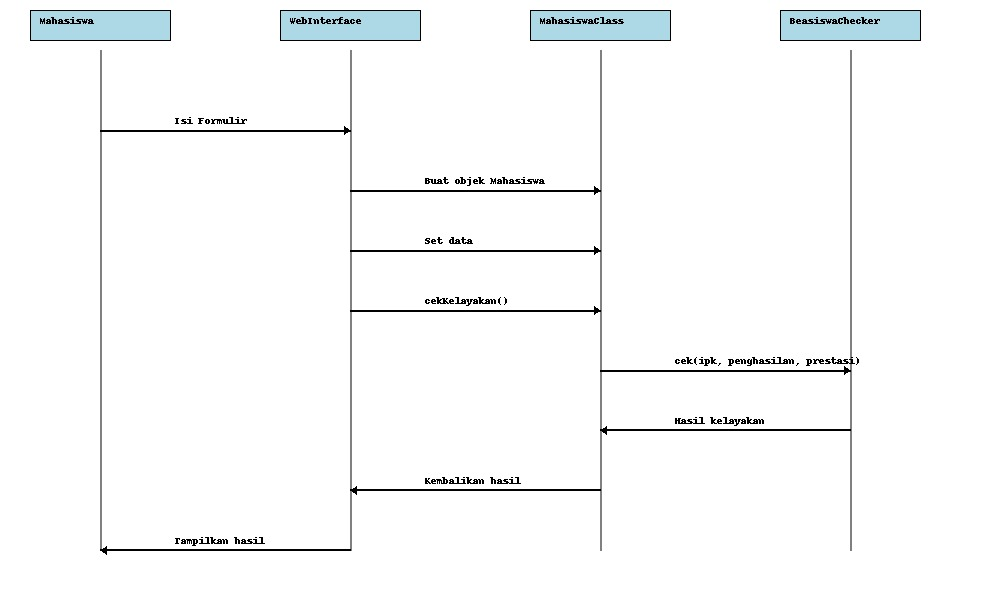 Mahasiswa
WebInterface
MahasiswaClass
BeasiswaChecker
Isi Formulir
Buat objek Mahasiswa
Set data
cekKelayakan()
cek(ipk, penghasilan, prestasi)
Hasil kelayakan
Kembalikan hasil
Tampilkan hasil